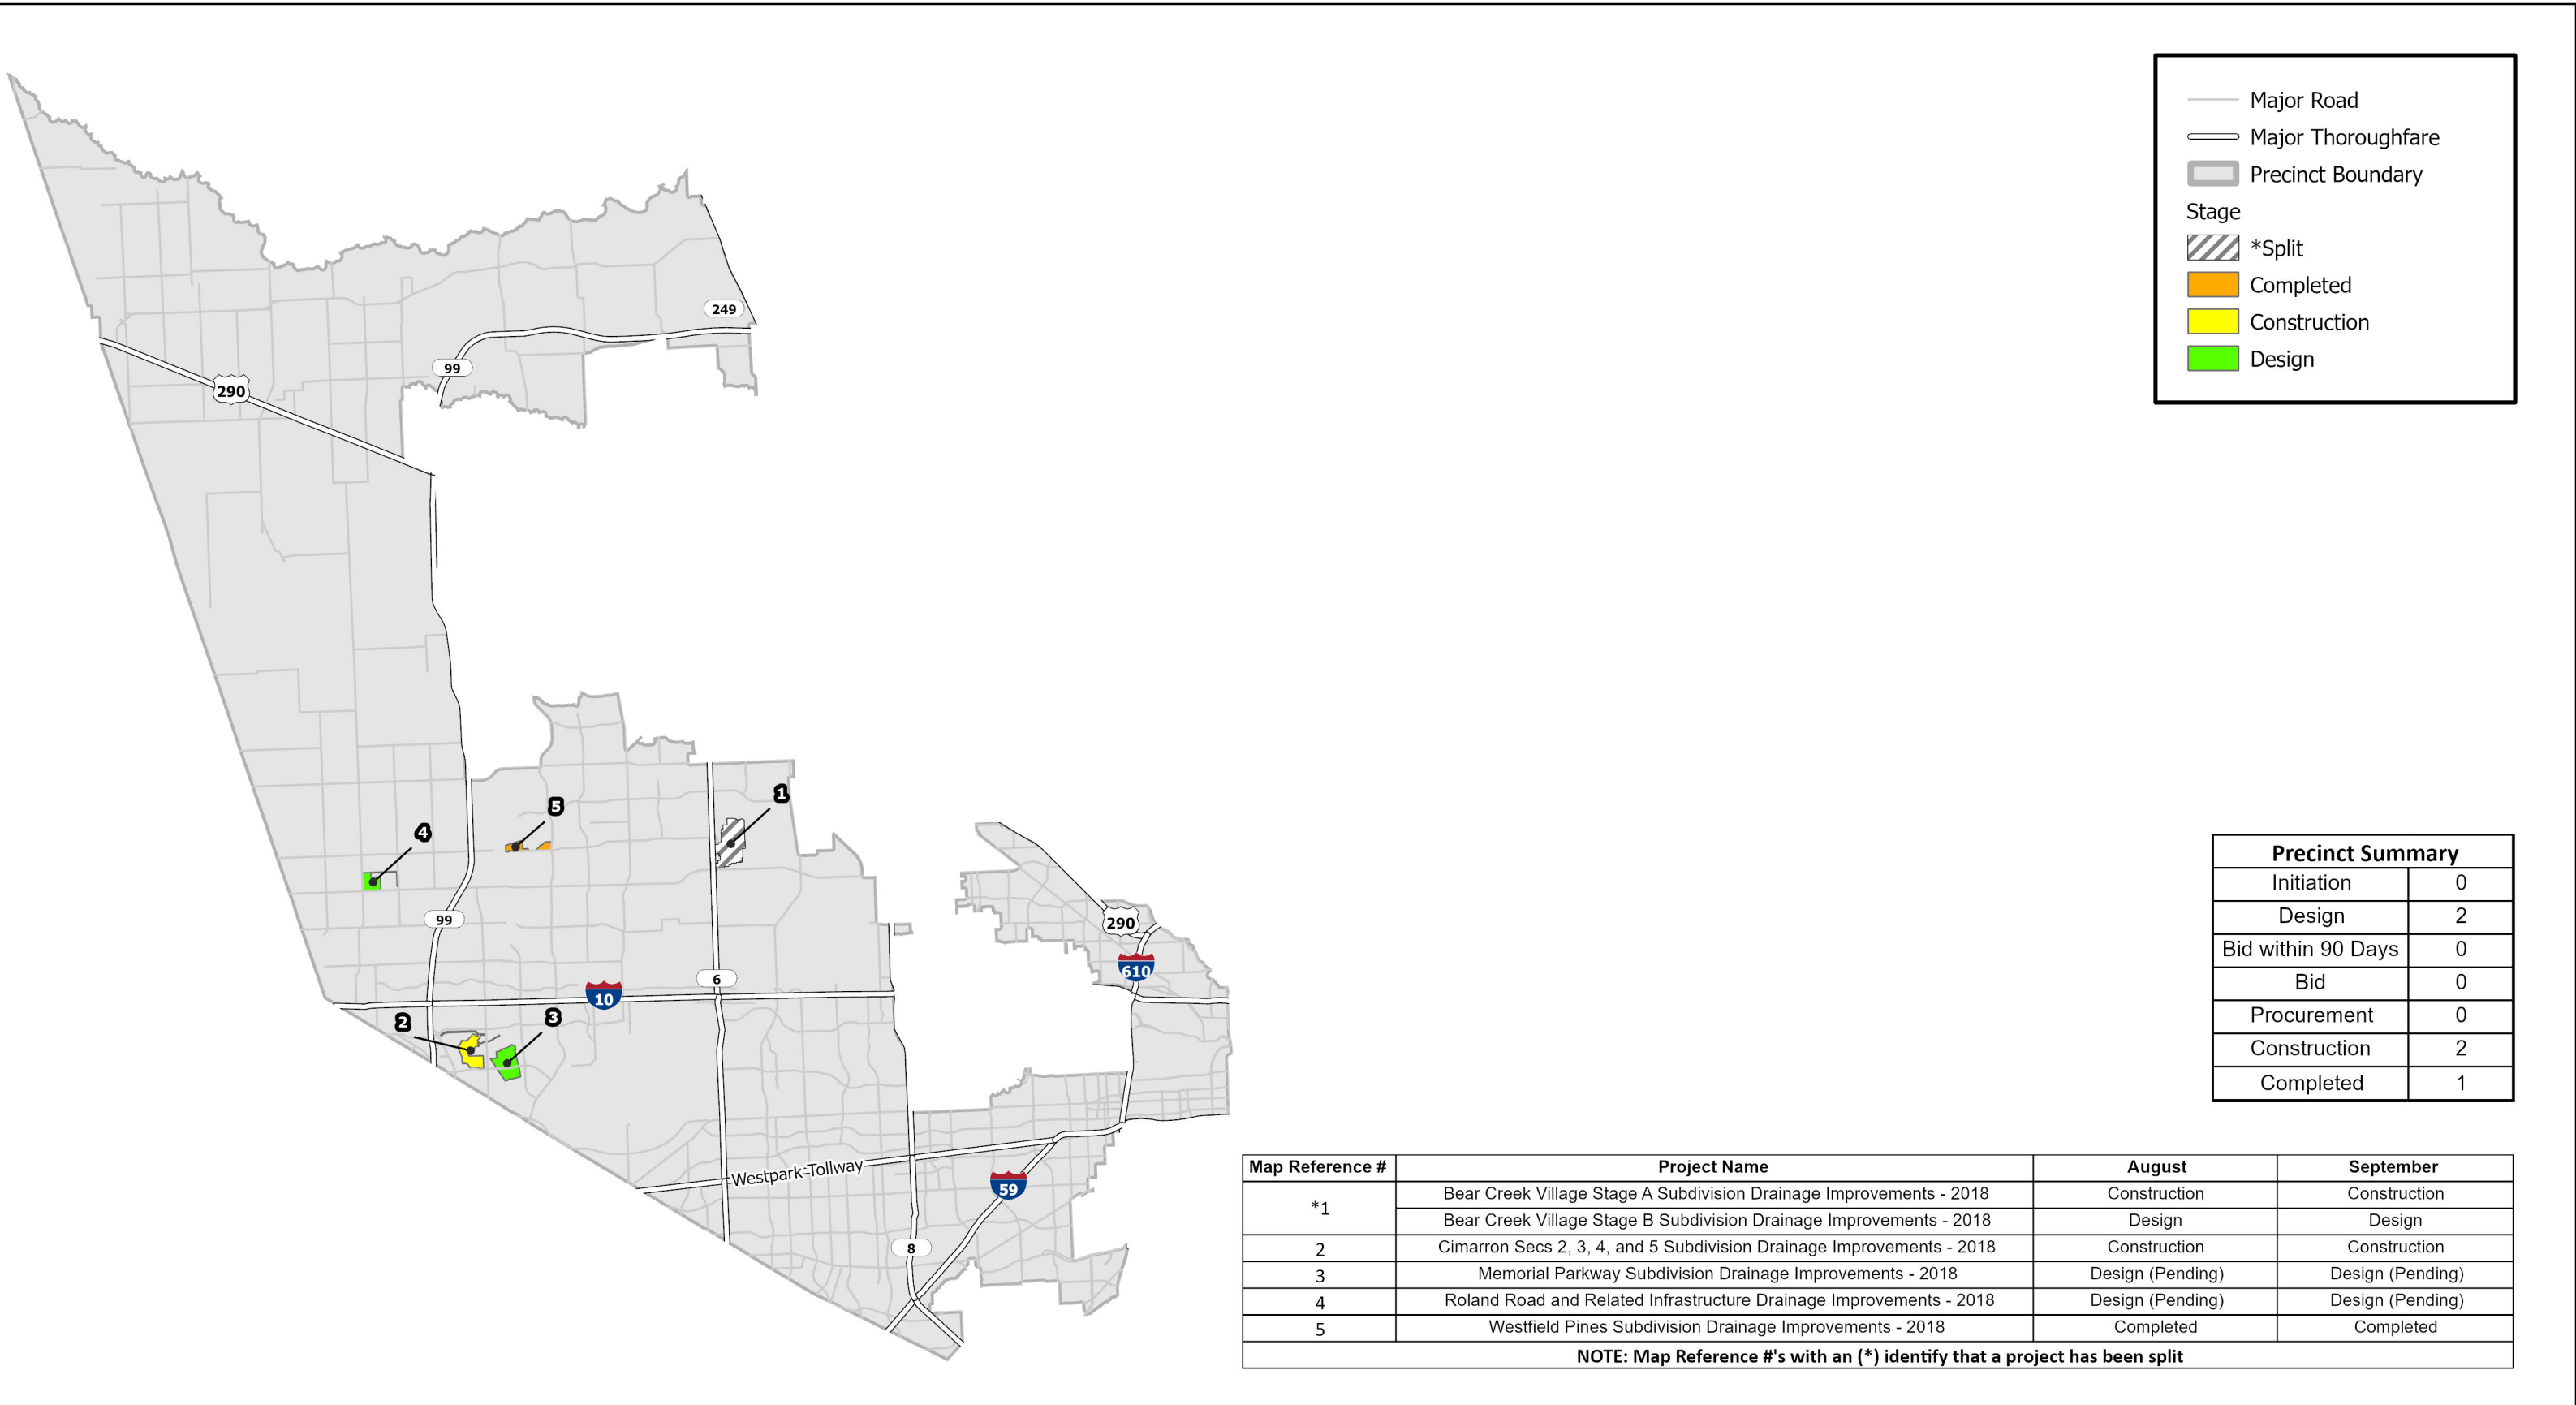 Major Road
Major Thoroughfare
Precinct Boundary
Stage
*Split
Completed
Construction
Design
249
99
290
1
5
4
99
290
610
6
10
2
3
Westpark Tollway
59
8
Precinct Summary
Initiation 0
Design 2
Bid within 90 Days 0
Bid 0
Procurement 0
Construction 2
Completed 1
Map Reference # Project Name August September
*1 Bear Creek Village Stage A Subdivision Drainage Improvements - 2018 Construction Construction
Bear Creek Village Stage B Subdivision Drainage Improvements - 2018 Design Design
2 Cimarron Secs 2, 3, 4, and 5 Subdivision Drainage Improvements - 2018 Construction Construction
3 Memorial Parkway Subdivision Drainage Improvements - 2018 Design (Pending) Design (Pending)
4 Roland Road and Related Infrastructure Drainage Improvements - 2018 Design (Pending) Design (Pending)
5 Westfield Pines Subdivision Drainage Improvements - 2018 Completed Completed
NOTE: Map Reference #'s with an (*) identify that a project has been split